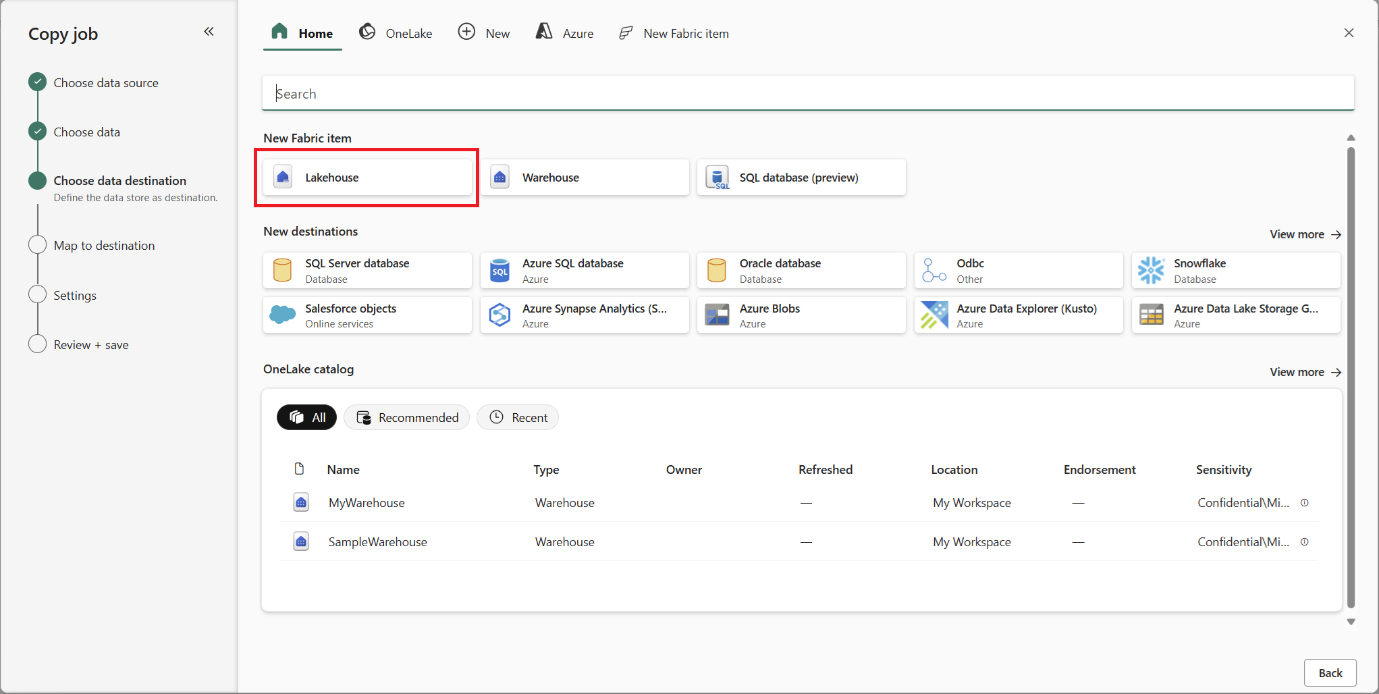 Copy job
Choose data source
Choose data
Choose data destination
Define the data store as destination.
Map to destination
Settings
Review + save
Home OneLake New Azure New Fabric item
Search
New Fabric item
Lakehouse Warehouse SQL database (preview)
New destinations View more
SQL Server database Azure SQL database Oracle database Odbc Snowflake
Database Azure Database Other Database
Salesforce objects Azure Synapse Analytics (S... Azure Blobs Azure Data Explorer (Kusto) Azure Data Lake Storage G...
Online services Azure Azure Azure Azure
OneLake catalog View more
All Recommended Recent
Name Type Owner Refreshed Location Endorsement Sensitivity
MyWarehouse Warehouse — My Workspace — Confidential\Mi...
SampleWarehouse Warehouse — My Workspace — Confidential\Mi...
Back